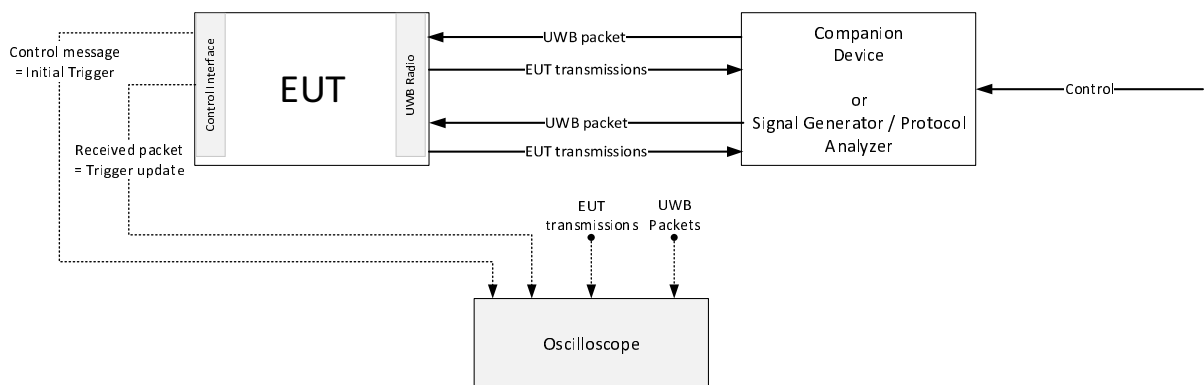 Control message
= Initial Trigger
Received packet
= Trigger update
Control Interface
EUT
UWB Radio
UWB packet
EUT transmissions
UWB packet
EUT transmissions
Companion
Device
or
Signal Generator / Protocol
Analyzer
Control
EUT
transmissions
UWB
Packets
Oscilloscope